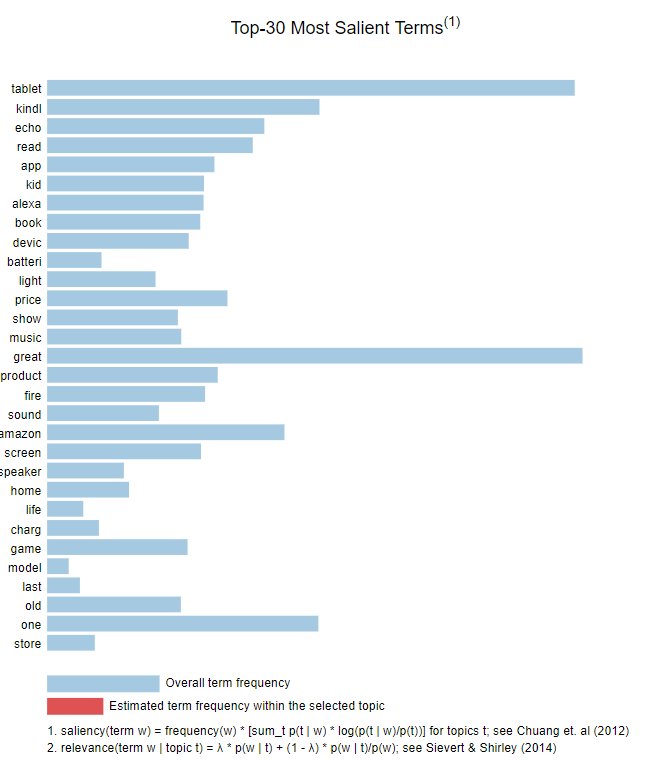 Top-30 Most Salient Terms(1)
tablet
kindl
echo
read
app
kid
alexa
book
devic
batteri
light
price
show
music
great
product
fire
sound
amazon
screen
speaker
home
life
charg
game
model
last
old
one
store
Overall term frequency
Estimated term frequency within the selected topic
1. saliency(term w) = frequency(w) * [sum_t p(t | w) * log(p(t | w)/p(t))] for topics t; see Chuang et. al (2012)
2. relevance(term w | topic t) = λ * p(w | t) + (1 - λ) * p(w | t)/p(w); see Sievert & Shirley (2014)